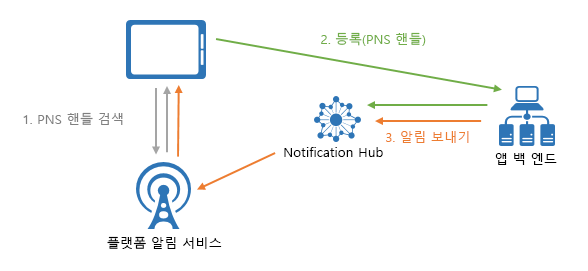 2. 등록(PNS 핸들)
1. PNS 핸들 검색
3. 알림 보내기
Notification Hub
앱 백 엔드
플랫폼 알림 서비스